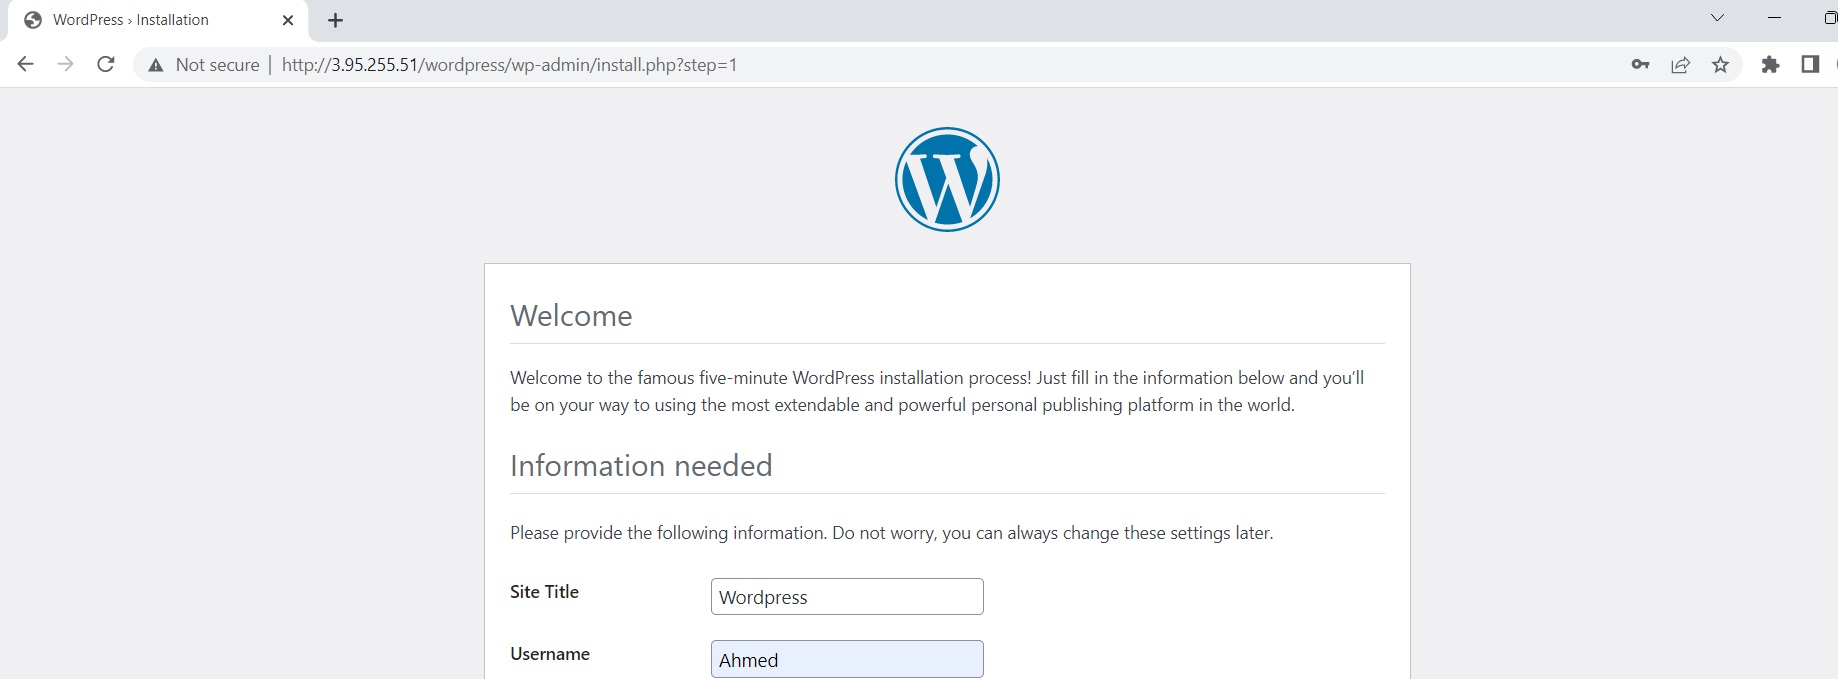 WordPress › Installation
Not secure | http://3.95.255.51/wordpress/wp-admin/install.php?step=1
Welcome
Welcome to the famous five-minute WordPress installation process! Just fill in the information below and you’ll
be on your way to using the most extendable and powerful personal publishing platform in the world.
Information needed
Please provide the following information. Do not worry, you can always change these settings later.
Site Title
Wordpress
Username
Ahmed